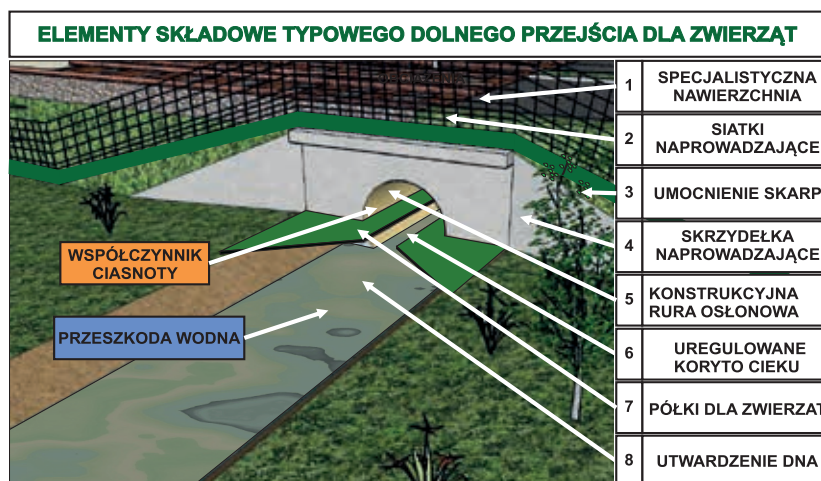 ELEMENTY SKŁADOWE TYPOWEGO DOLNEGO PRZEJŚCIA DLA ZWIERZĄT
1 SPECJALISTYCZNA
NAWIERZCHNIA
2 SIATKI
NAPROWADZAJĄCE
3 UMOCNIENIE SKARP
4 SKRZYDEŁKA
NAPROWADZAJĄCE
5 KONSTRUKCYJNA
RURA OSŁONOWA
6 UREGULOWANE
KORYTO CIEKU
7 PÓŁKI DLA ZWIERZĄT
8 UTWARDZENIE DNA
WSPÓŁCZYNNIK
CIASNOTY
PRZESZKODA WODNA